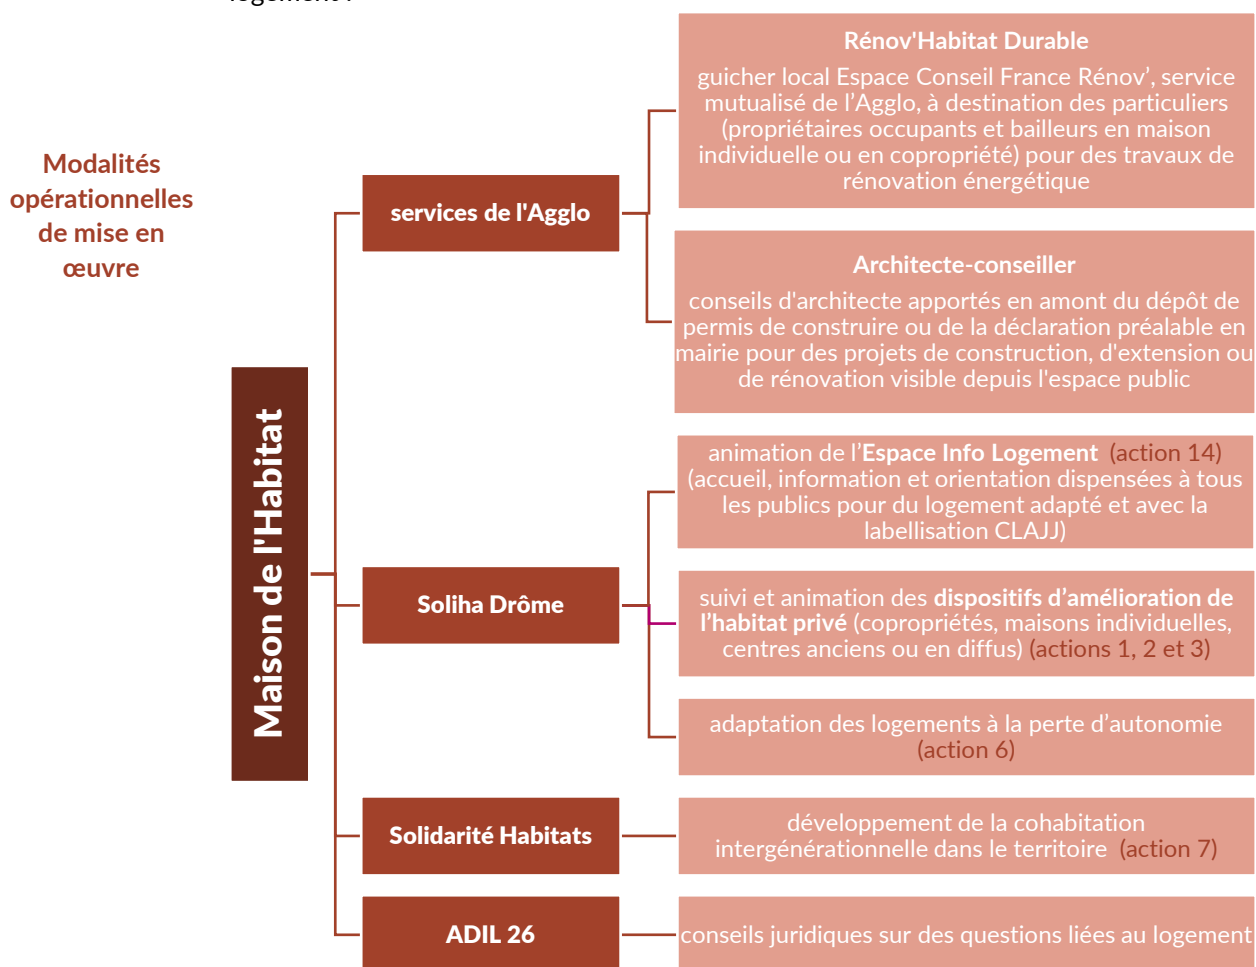 logement :
Modalités
opérationnelles
de mise en
œuvre
Maison de l'Habitat
services de l'Agglo
Rénov'Habitat Durable
guicher local Espace Conseil France Rénov’, service
mutualisé de l’Agglo, à destination des particuliers
(propriétaires occupants et bailleurs en maison
individuelle ou en copropriété) pour des travaux de
rénovation énergétique
Architecte-conseiller
conseils d'architecte apportés en amont du dépôt de
permis de construire ou de la déclaration préalable en
mairie pour des projets de construction, d'extension ou
de rénovation visible depuis l'espace public
Soliha Drôme
animation de l’Espace Info Logement (action 14)
(accueil, information et orientation dispensées à tous
les publics pour du logement adapté et avec la
labellisation CLAJJ)
suivi et animation des dispositifs d’amélioration de
l’habitat privé (copropriétés, maisons individuelles,
centres anciens ou en diffus) (actions 1, 2 et 3)
adaptation des logements à la perte d’autonomie
(action 6)
Solidarité Habitats
développement de la cohabitation
intergénérationnelle dans le territoire (action 7)
ADIL 26
conseils juridiques sur des questions liées au logement